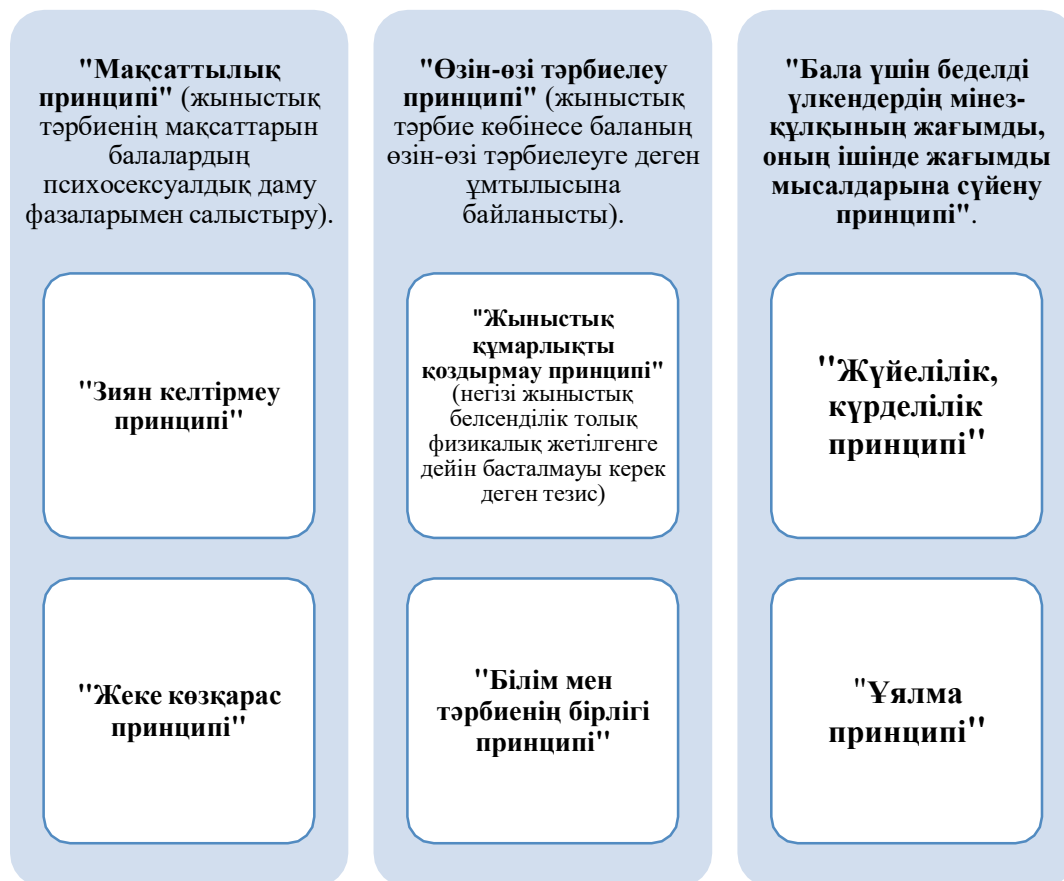 "Мақсаттылық
принципі" (жыныстық
тәрбиенің мақсаттарын
балалардың
психосексуалдық даму
фазаларымен салыстыру).
"Зиян келтірмеу
принципі"
"Жеке көзқарас
принципі"
"Өзін-өзі тәрбиелеу
принципі" (жыныстық
тәрбие көбінесе баланың
өзін-өзі тәрбиелеуге деген
ұмтылысына
байланысты).
"Жыныстық
құмарлықты
қоздырмау принципі"
(негізі жыныстық
белсенділік толық
физикалық жетілгенге
дейін басталмауы керек
деген тезис)
"Білім мен
тәрбиенің бірлігі
принципі"
"Бала үшін беделді
үлкендердің мінез-
құлқының жағымды,
оның ішінде жағымды
мысалдарына сүйену
принципі".
"Жүйелілік,
күрделілік
принципі"
"Ұялма
принципі"